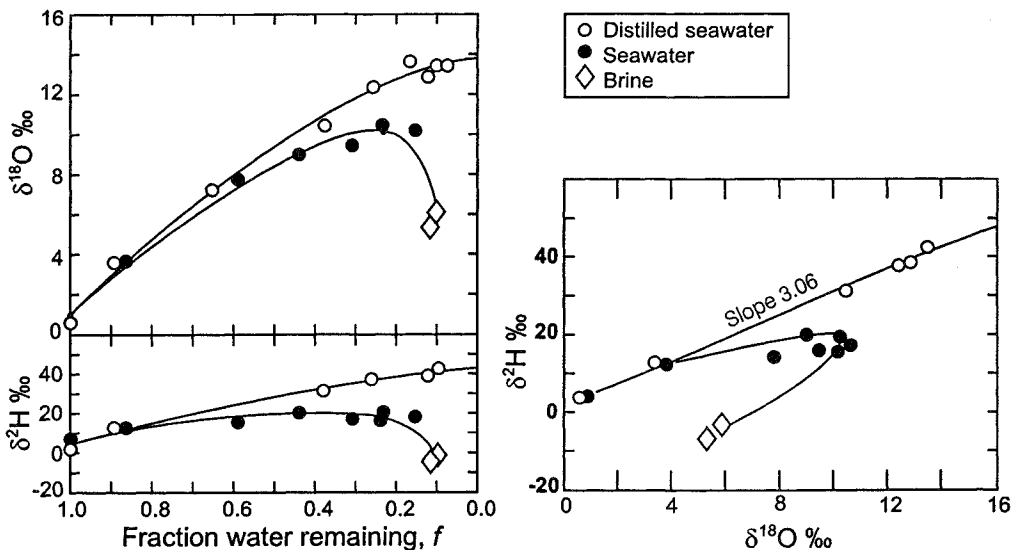 16
12
8
4
0
δ¹⁸O ‰
40
20
0
-20
δ²H ‰
1.0 0.8 0.6 0.4 0.2 0.0
Fraction water remaining, f
Distilled seawater
Seawater
Brine
40
20
0
-20
δ²H ‰
Slope 3.06
0 4 8 12 16
δ¹⁸O ‰